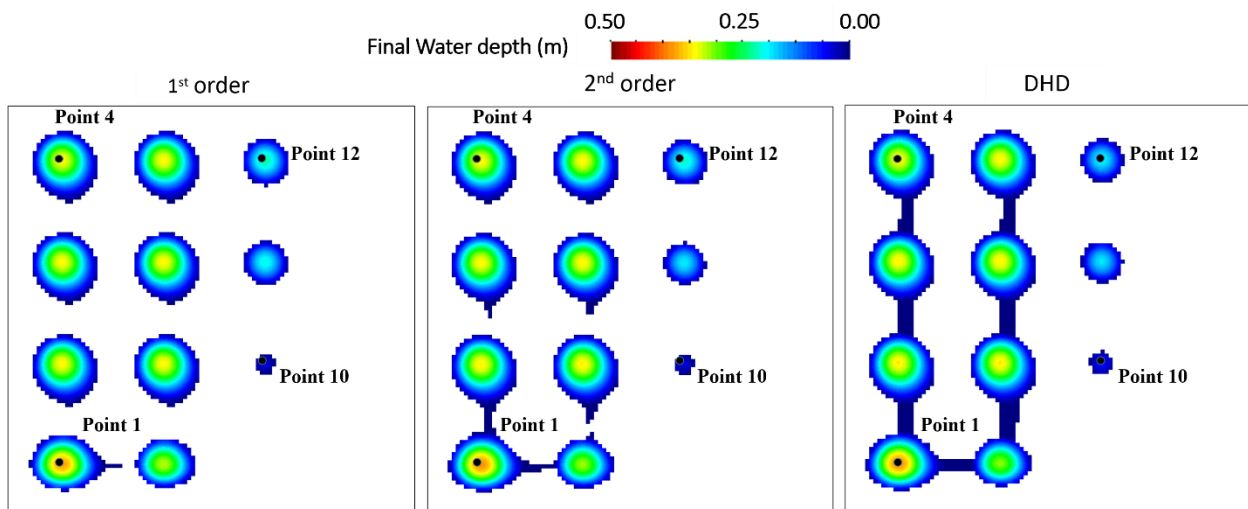 0.50 0.25 0.00
Final Water depth (m)
1st order 2nd order DHD
Point 4 Point 4 Point 4
Point 12 Point 12 Point 12
Point 10 Point 10 Point 10
Point 1 Point 1 Point 1